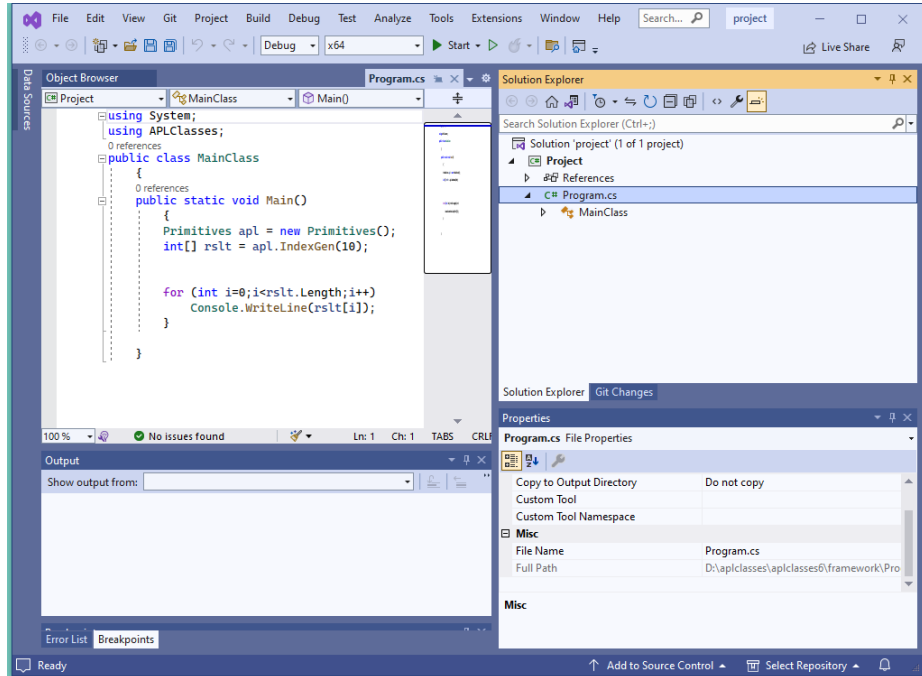 File Edit View Git Project Build Debug Test Analyze Tools Extensions Window Help Search... project
Debug x64 Start Live Share
Data Sources
Object Browser Program.cs
Project MainClass Main()
using System;
using APLClasses;
0 references
public class MainClass
{
0 references
public static void Main()
{
Primitives apl = new Primitives();
int[] rslt = apl.IndexGen(10);
for (int i=0;i<rslt.Length;i++)
Console.WriteLine(rslt[i]);
}
}
100 % No issues found Ln: 1 Ch: 1 TABS CRLF
Output
Show output from:
Error List Breakpoints
Solution Explorer
Search Solution Explorer (Ctrl+;)
Solution 'project' (1 of 1 project)
C# Project
References
C# Program.cs
MainClass
Solution Explorer Git Changes
Properties
Program.cs File Properties
Copy to Output Directory Do not copy
Custom Tool
Custom Tool Namespace
Misc
File Name Program.cs
Full Path D:\aplclasses\aplclasses6\framework\Pro
Misc
Ready Add to Source Control Select Repository